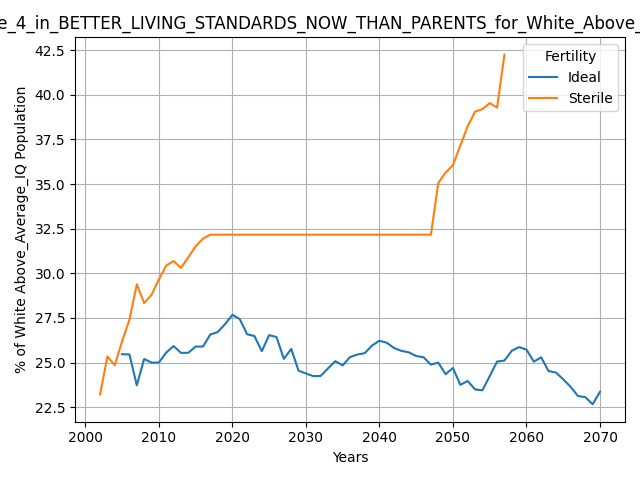 e_4_in_BETTER_LIVING_STANDARDS_NOW_THAN_PARENTS_for_White_Above_
% of White Above_Average_IQ Population
42.5
40.0
37.5
35.0
32.5
30.0
27.5
25.0
22.5
Fertility
Ideal
Sterile
2000
2010
2020
2030
2040
2050
2060
2070
Years